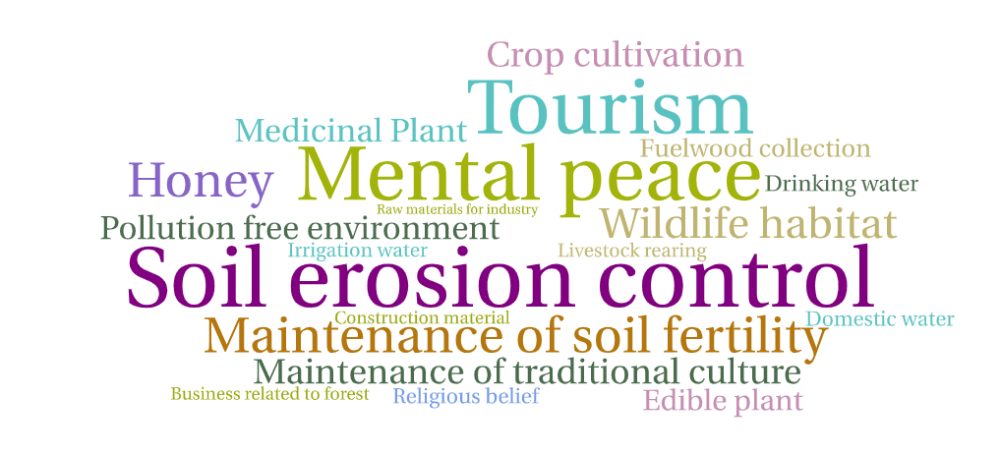 Crop cultivation
Tourism
Medicinal Plant
Fuelwood collection
Mental peace
Honey
Drinking water
Raw materials for industry
Wildlife habitat
Pollution free environment
Irrigation water
Livestock rearing
Soil erosion control
Construction material
Domestic water
Maintenance of soil fertility
Maintenance of traditional culture
Business related to forest
Religious belief
Edible plant